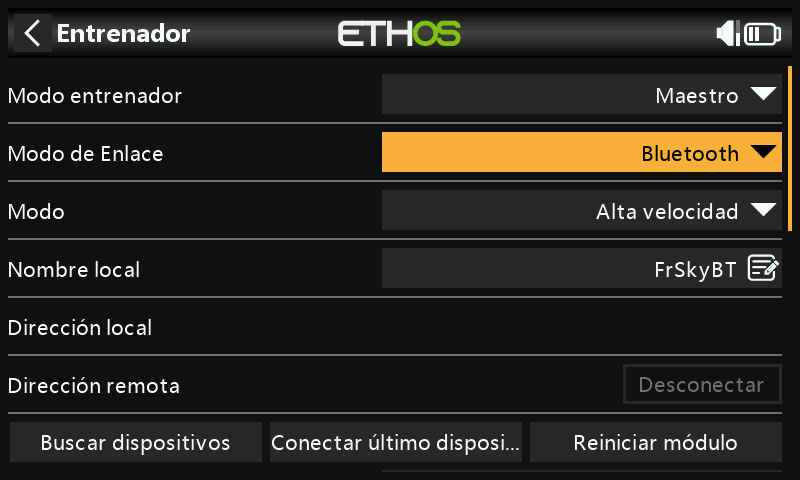 Entrenador
ETHOS
Modo entrenador
Maestro
Modo de Enlace
Bluetooth
Modo
Alta velocidad
Nombre local
FrSkyBT
Dirección local
Dirección remota
Desconectar
Buscar dispositivos
Conectar último disposi...
Reiniciar módulo